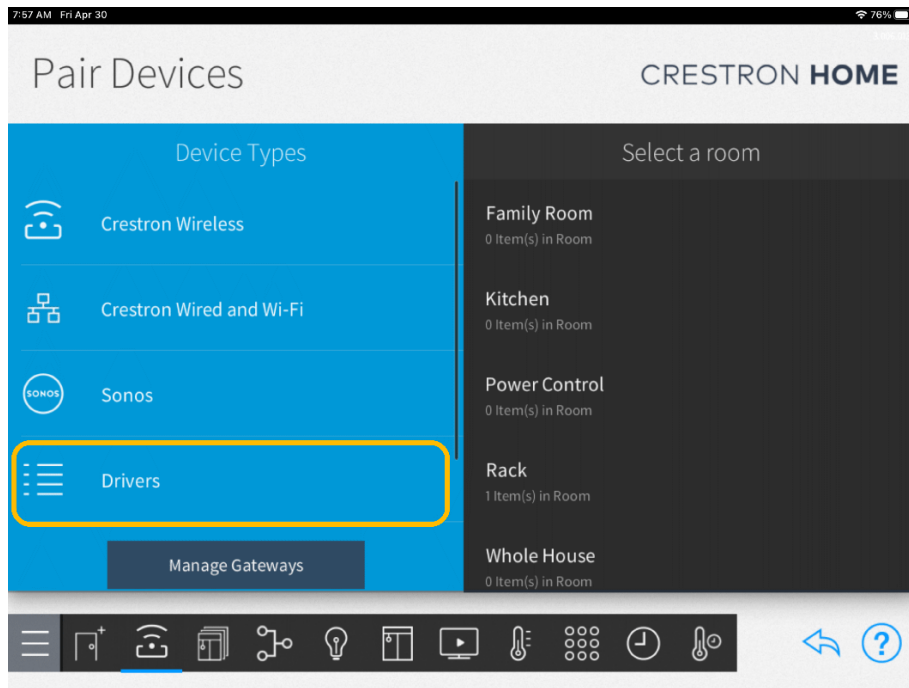 7:57 AM Fri Apr 30
76%
Pair Devices
CRESTRON HOME
Device Types
Select a room
Crestron Wireless
Crestron Wired and Wi-Fi
SONOS
Sonos
Drivers
Manage Gateways
Family Room
0 Item(s) in Room
Kitchen
0 Item(s) in Room
Power Control
0 Item(s) in Room
Rack
1 Item(s) in Room
Whole House
0 Item(s) in Room
?